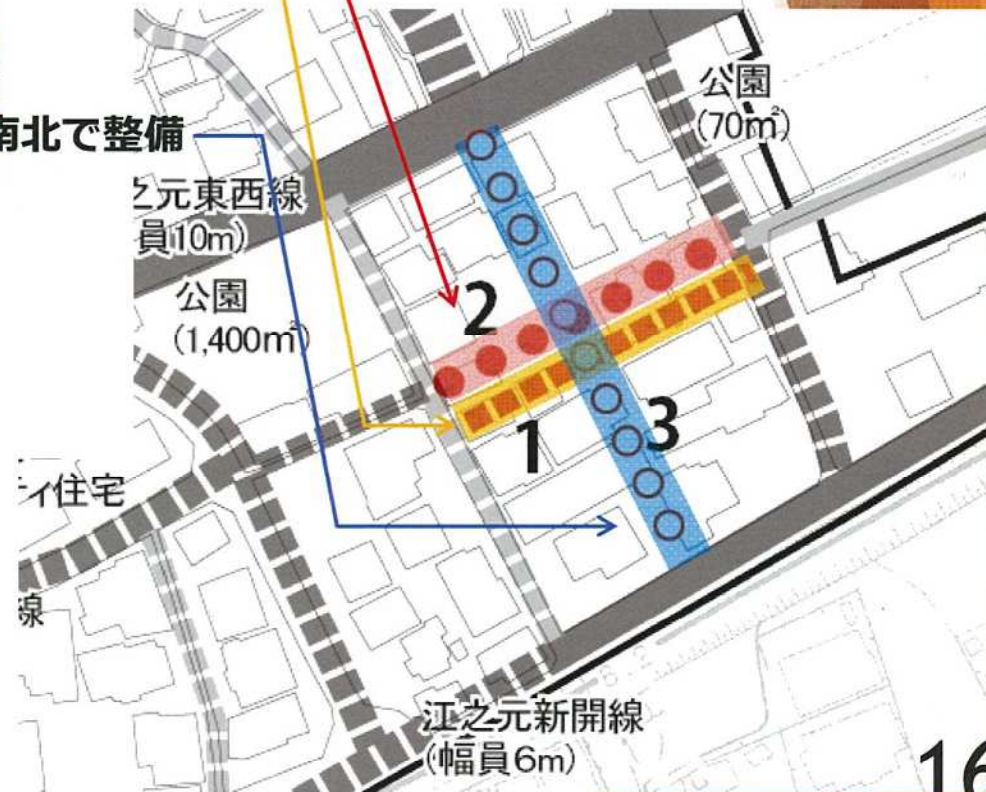 南北で整備
之元東西線
員10m)
公園
(70㎡)
公園
(1,400㎡)
2
1
3
ティ住宅
線
江之元新開線
(幅員6m)
16